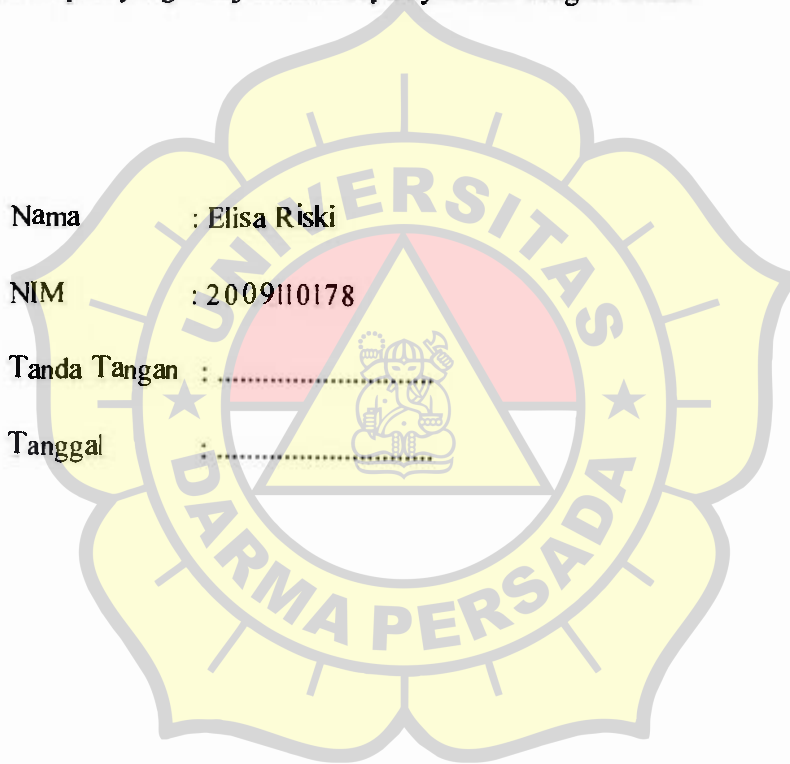 Nama : Elisa Riski
NIM : 2009110178
Tanda Tangan : ....................................
Tanggal : ....................................
UNIVERSITAS
DARMA PERSADA